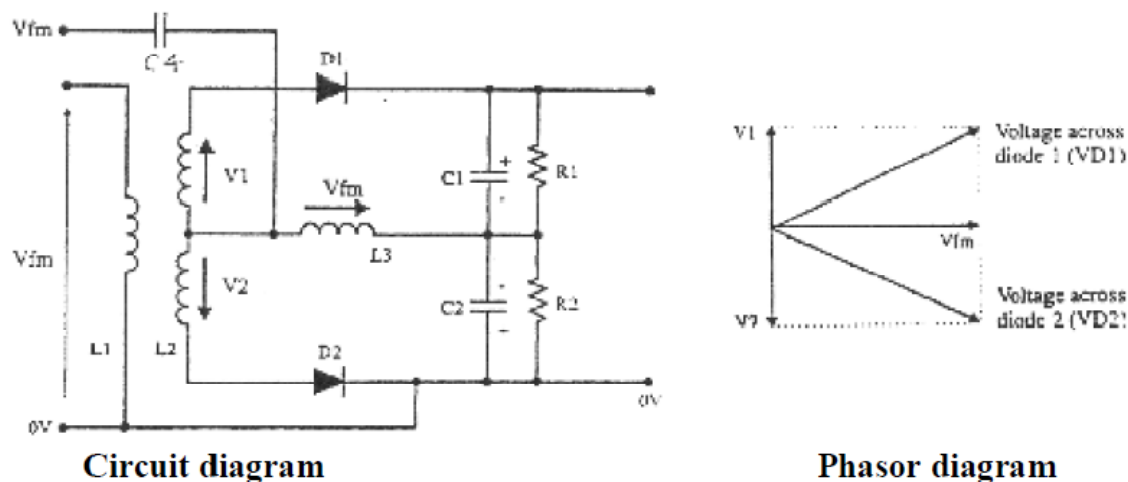 Vfm
C4
D1
V1
C1
+
R1
Vfm
L3
Vfm
V2
C2
R2
L1
L2
D2
0V
0V
V1
Voltage across
diode 1 (VD1)
Vfm
Voltage across
diode 2 (VD2)
V2
Circuit diagram
Phasor diagram